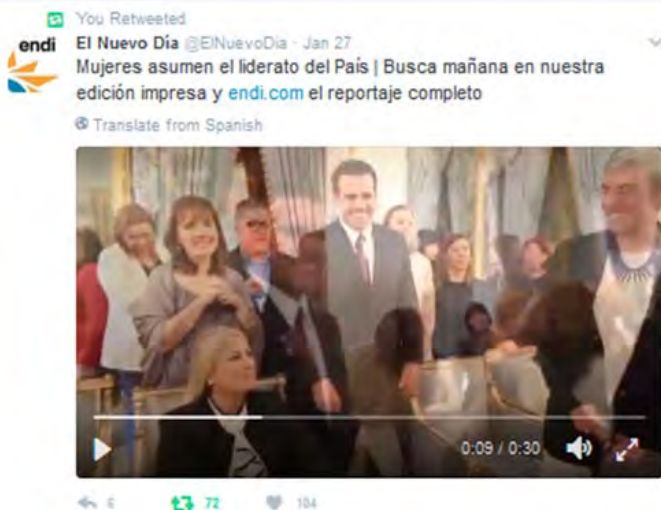 You Retweeted
endi
El Nuevo Día @ElNuevoDia · Jan 27
Mujeres asumen el liderato del País | Busca mañana en nuestra
edición impresa y endi.com el reportaje completo
Translate from Spanish
0:09 / 0:30
6 72 104